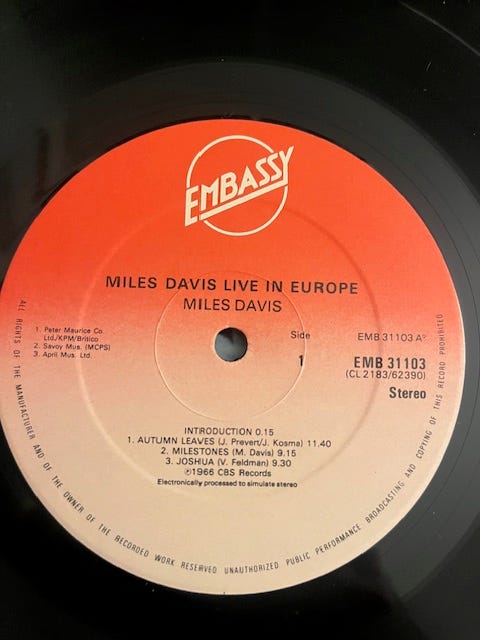 EMBASSY
MILES DAVIS LIVE IN EUROPE
MILES DAVIS
1. Peter Maurice Co.
Ltd./KPM/Britico
2. Savoy Mus. (MCPS)
3. April Mus. Ltd.
Side
1
EMB 31103 A°
EMB 31103
(CL 2183/62390)
Stereo
INTRODUCTION 0.15
1. AUTUMN LEAVES (J. Prevert/J. Kosma) 11.40
2. MILESTONES (M. Davis) 9.15
3. JOSHUA (V. Feldman) 9.30
℗1966 CBS Records
Electronically processed to simulate stereo
ALL RIGHTS OF THE MANUFACTURER AND OF THE OWNER OF THE RECORDED WORK RESERVED UNAUTHORIZED PUBLIC PERFORMANCE BROADCASTING AND COPYING OF THIS RECORD PROHIBITED